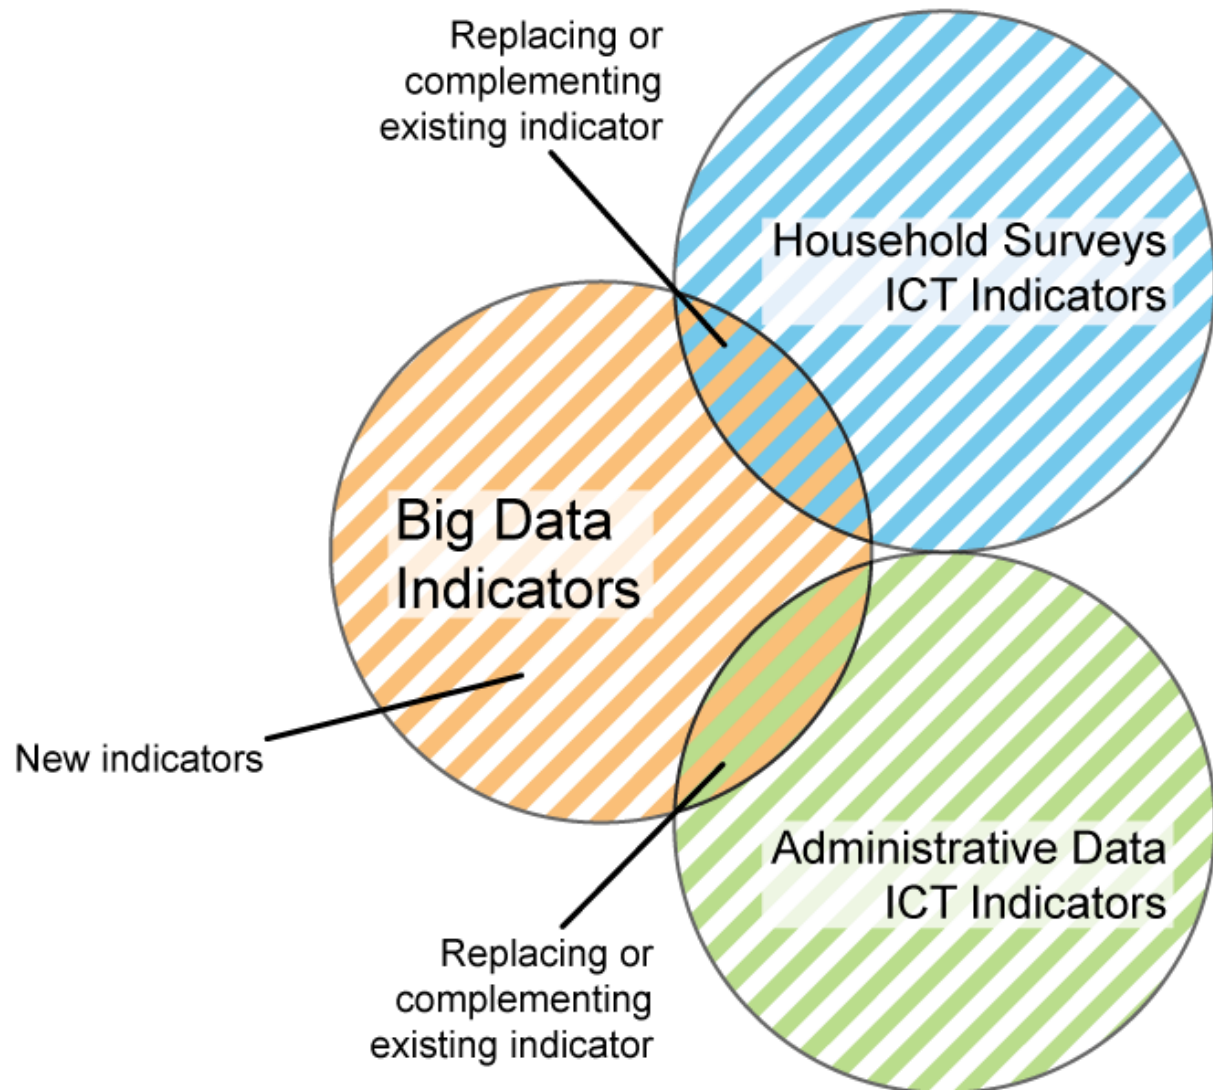 Replacing or
complementing
existing indicator
Household Surveys
ICT Indicators
Big Data
Indicators
New indicators
Administrative Data
ICT Indicators
Replacing or
complementing
existing indicator